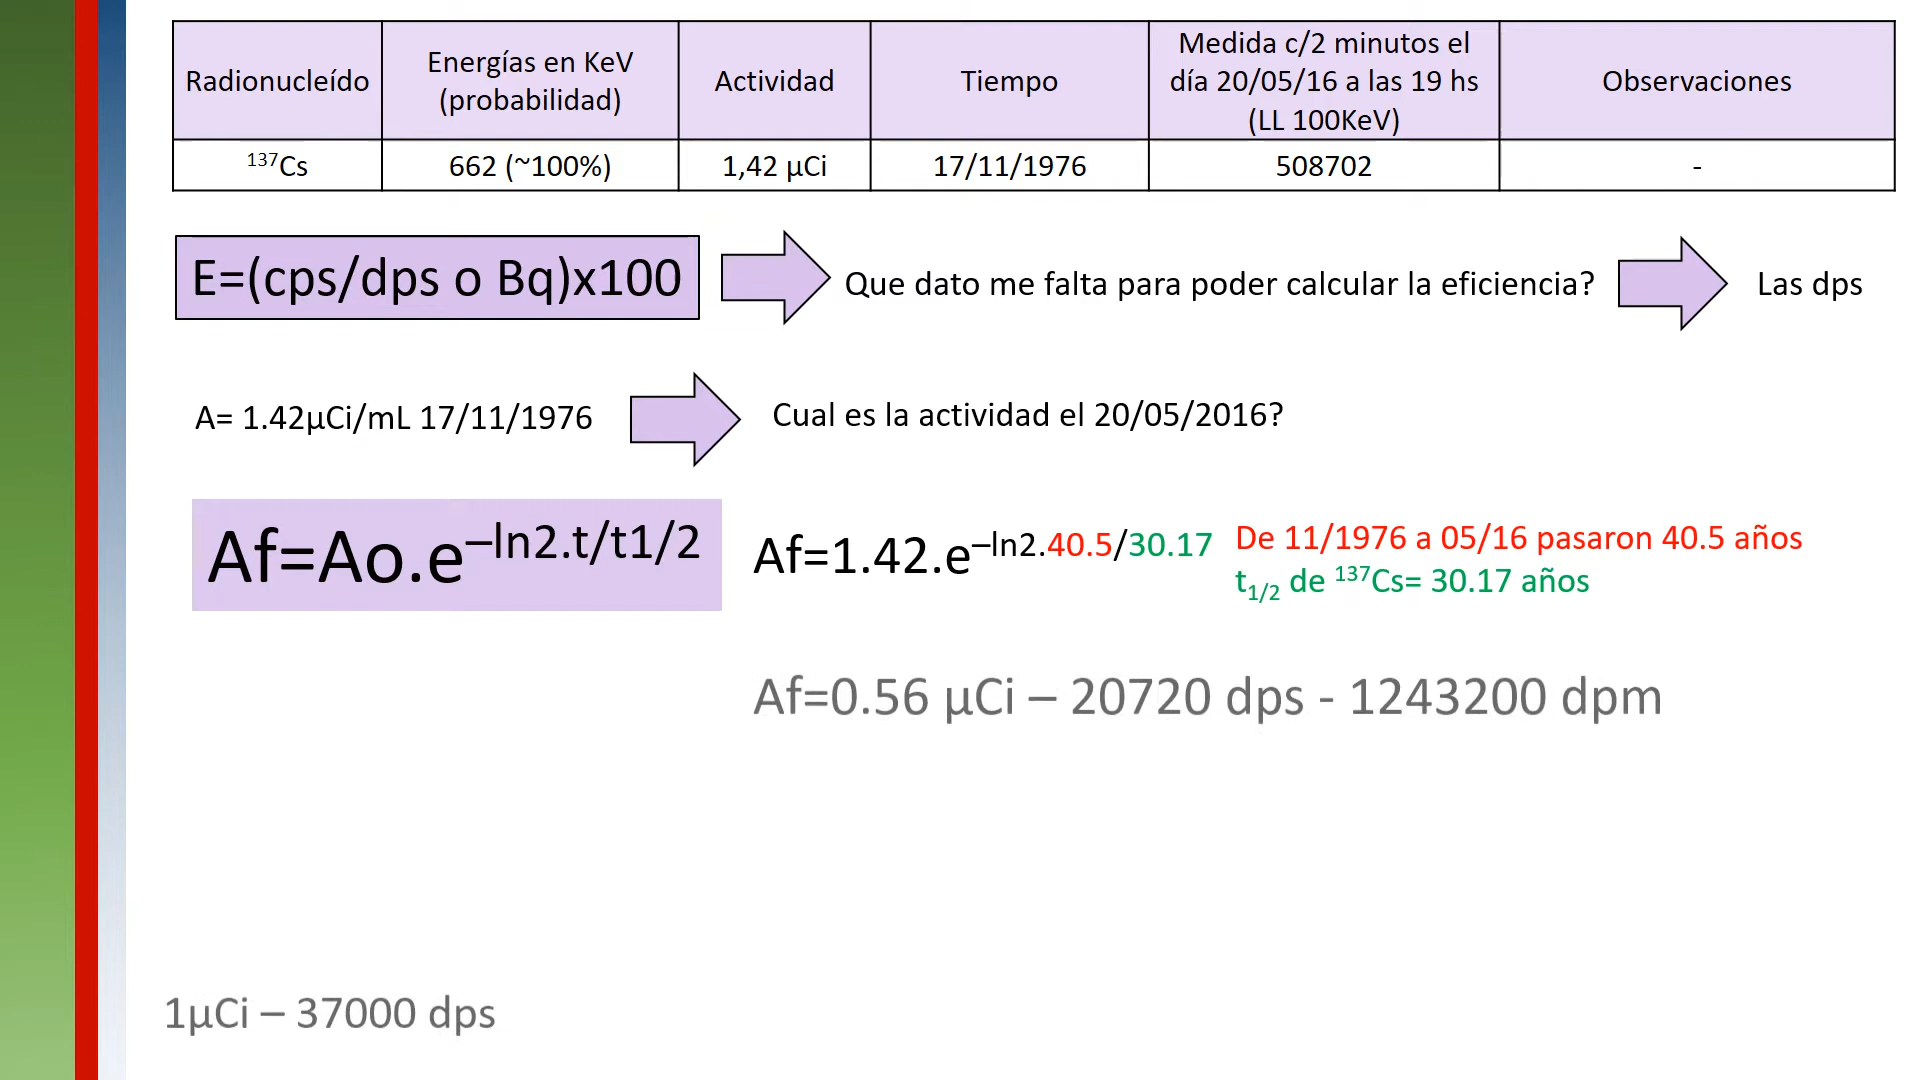 Radionucleído
Energías en KeV
(probabilidad)
Actividad
Tiempo
Medida c/2 minutos el
día 20/05/16 a las 19 hs
(LL 100KeV)
Observaciones
¹³⁷Cs
662 (~100%)
1,42 µCi
17/11/1976
508702
-
E=(cps/dps o Bq)x100
Que dato me falta para poder calcular la eficiencia?
Las dps
A= 1.42µCi/mL 17/11/1976
Cual es la actividad el 20/05/2016?
Af=Ao.e–ln2.t/t1/2
Af=1.42.e–ln2.40.5/30.17
De 11/1976 a 05/16 pasaron 40.5 años
t1/2 de ¹³⁷Cs= 30.17 años
Af=0.56 µCi – 20720 dps - 1243200 dpm
1µCi – 37000 dps